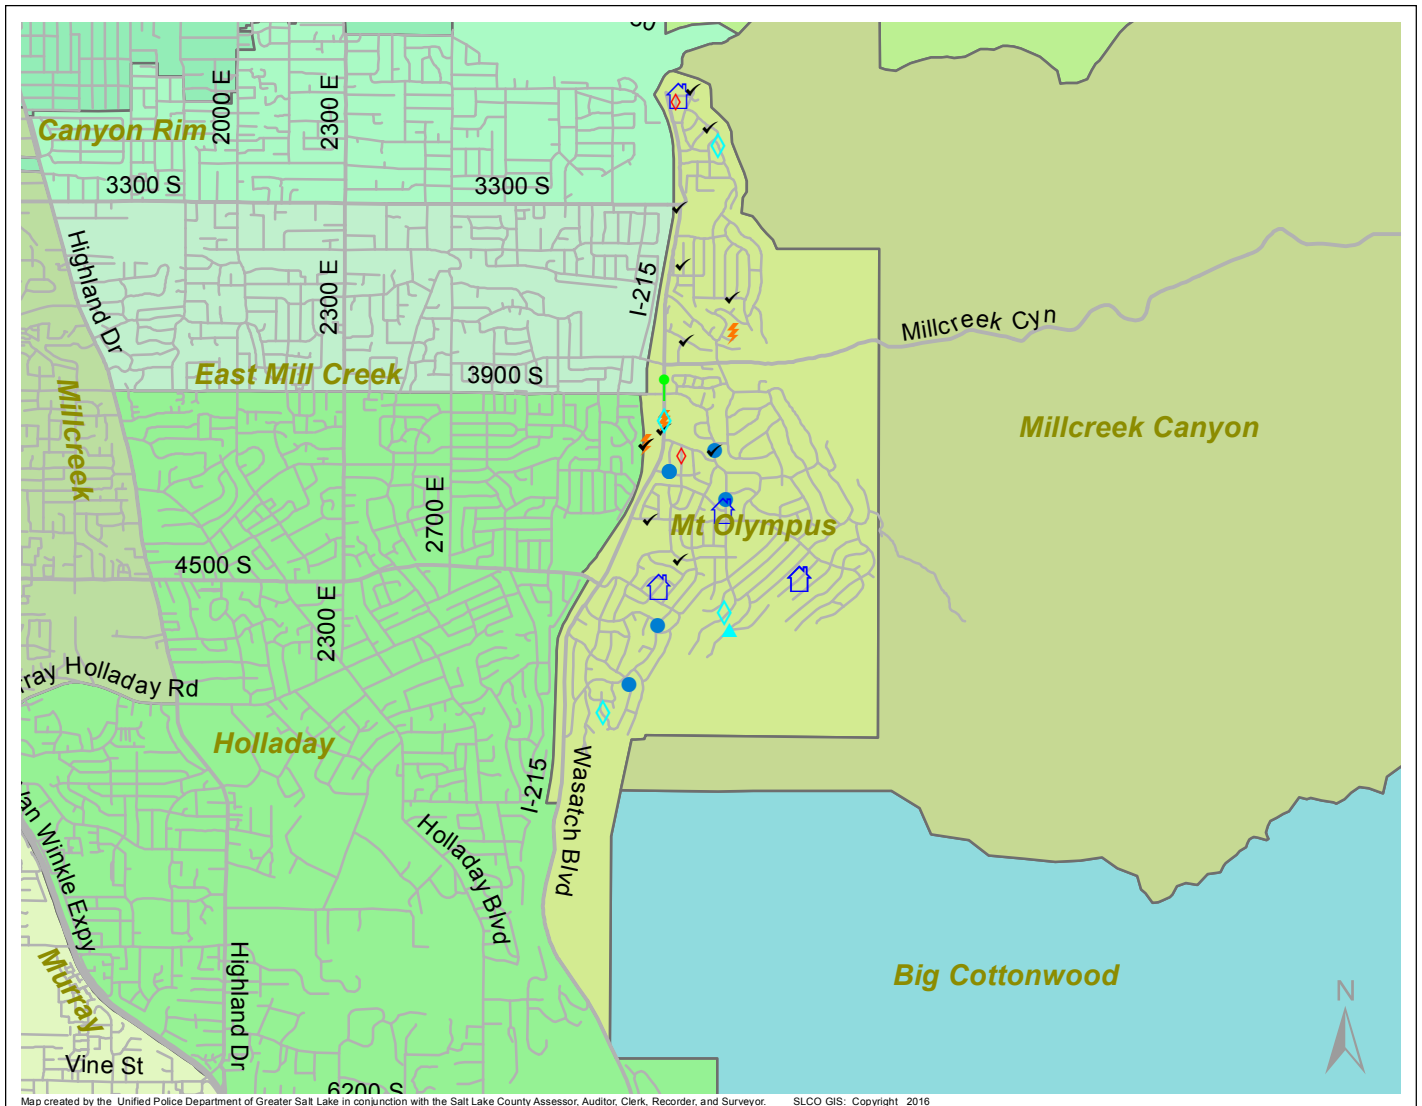 Canyon Rim
2000 E
2300 E
3300 S
3300 S
Highland Dr
2300 E
I-215
Millcreek Cyn
East Mill Creek
3900 S
Millcreek
Millcreek Canyon
2700 E
Mt Olympus
4500 S
2300 E
rray Holladay Rd
Holladay
I-215
Wasatch Blvd
Van Winkle Expy
Holladay Blvd
Murray
Highland Dr
Big Cottonwood
N
Vine St
6200 S
Map created by the Unified Police Department of Greater Salt Lake in conjunction with the Salt Lake County Assessor, Auditor, Clerk, Recorder, and Surveyor. SLCO GIS: Copyright 2016